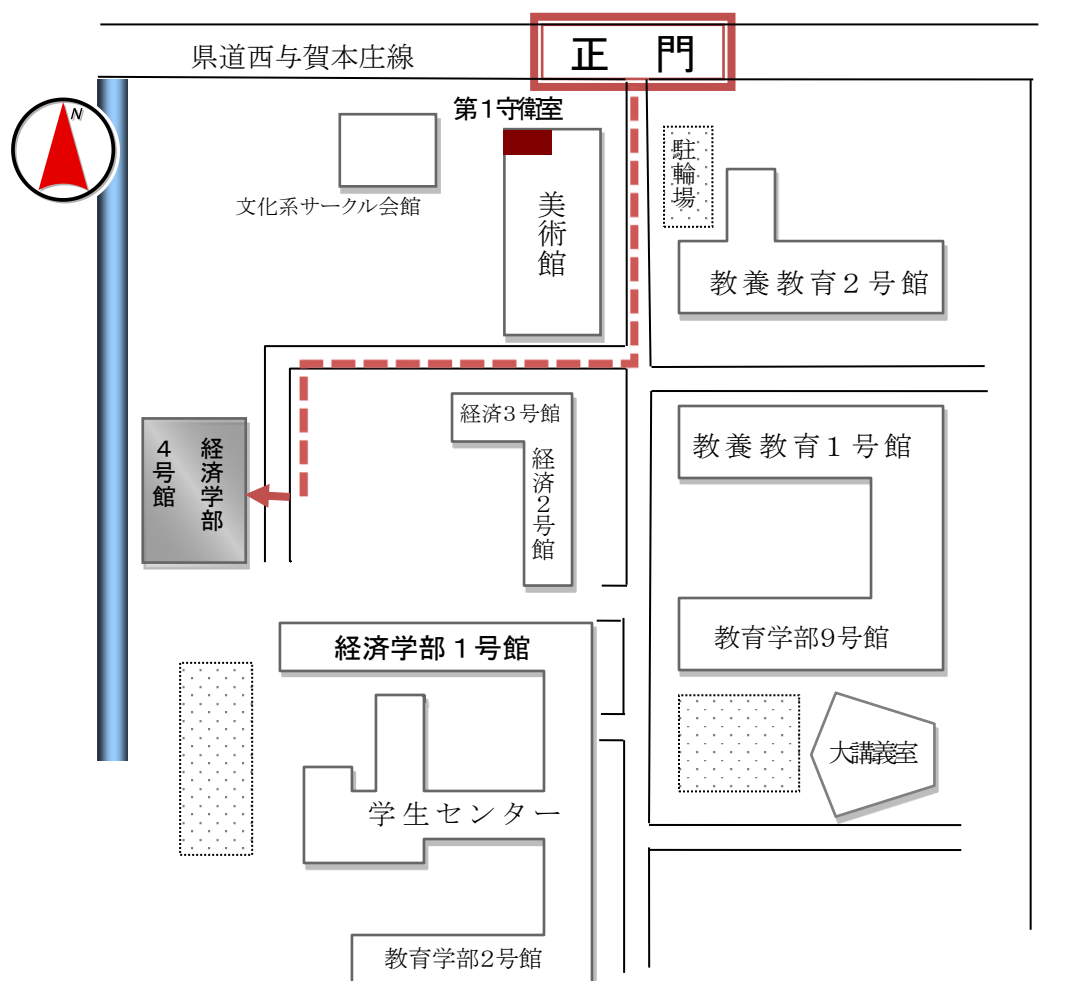 正　門
県道西与賀本庄線
N
第１守衛室
駐輪場
文化系サークル会館
美術館
教養教育２号館
経済３号館
経済２号館
教養教育１号館
経済学部
４号館
教育学部９号館
経済学部１号館
大講義室
学生センター
教育学部２号館